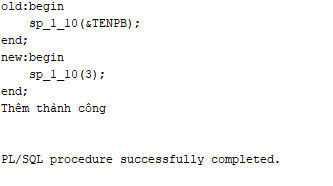 old:begin
    sp_1_10(&TENPB);
end;
new:begin
    sp_1_10(3);
end;
Thêm thành công
PL/SQL procedure successfully completed.